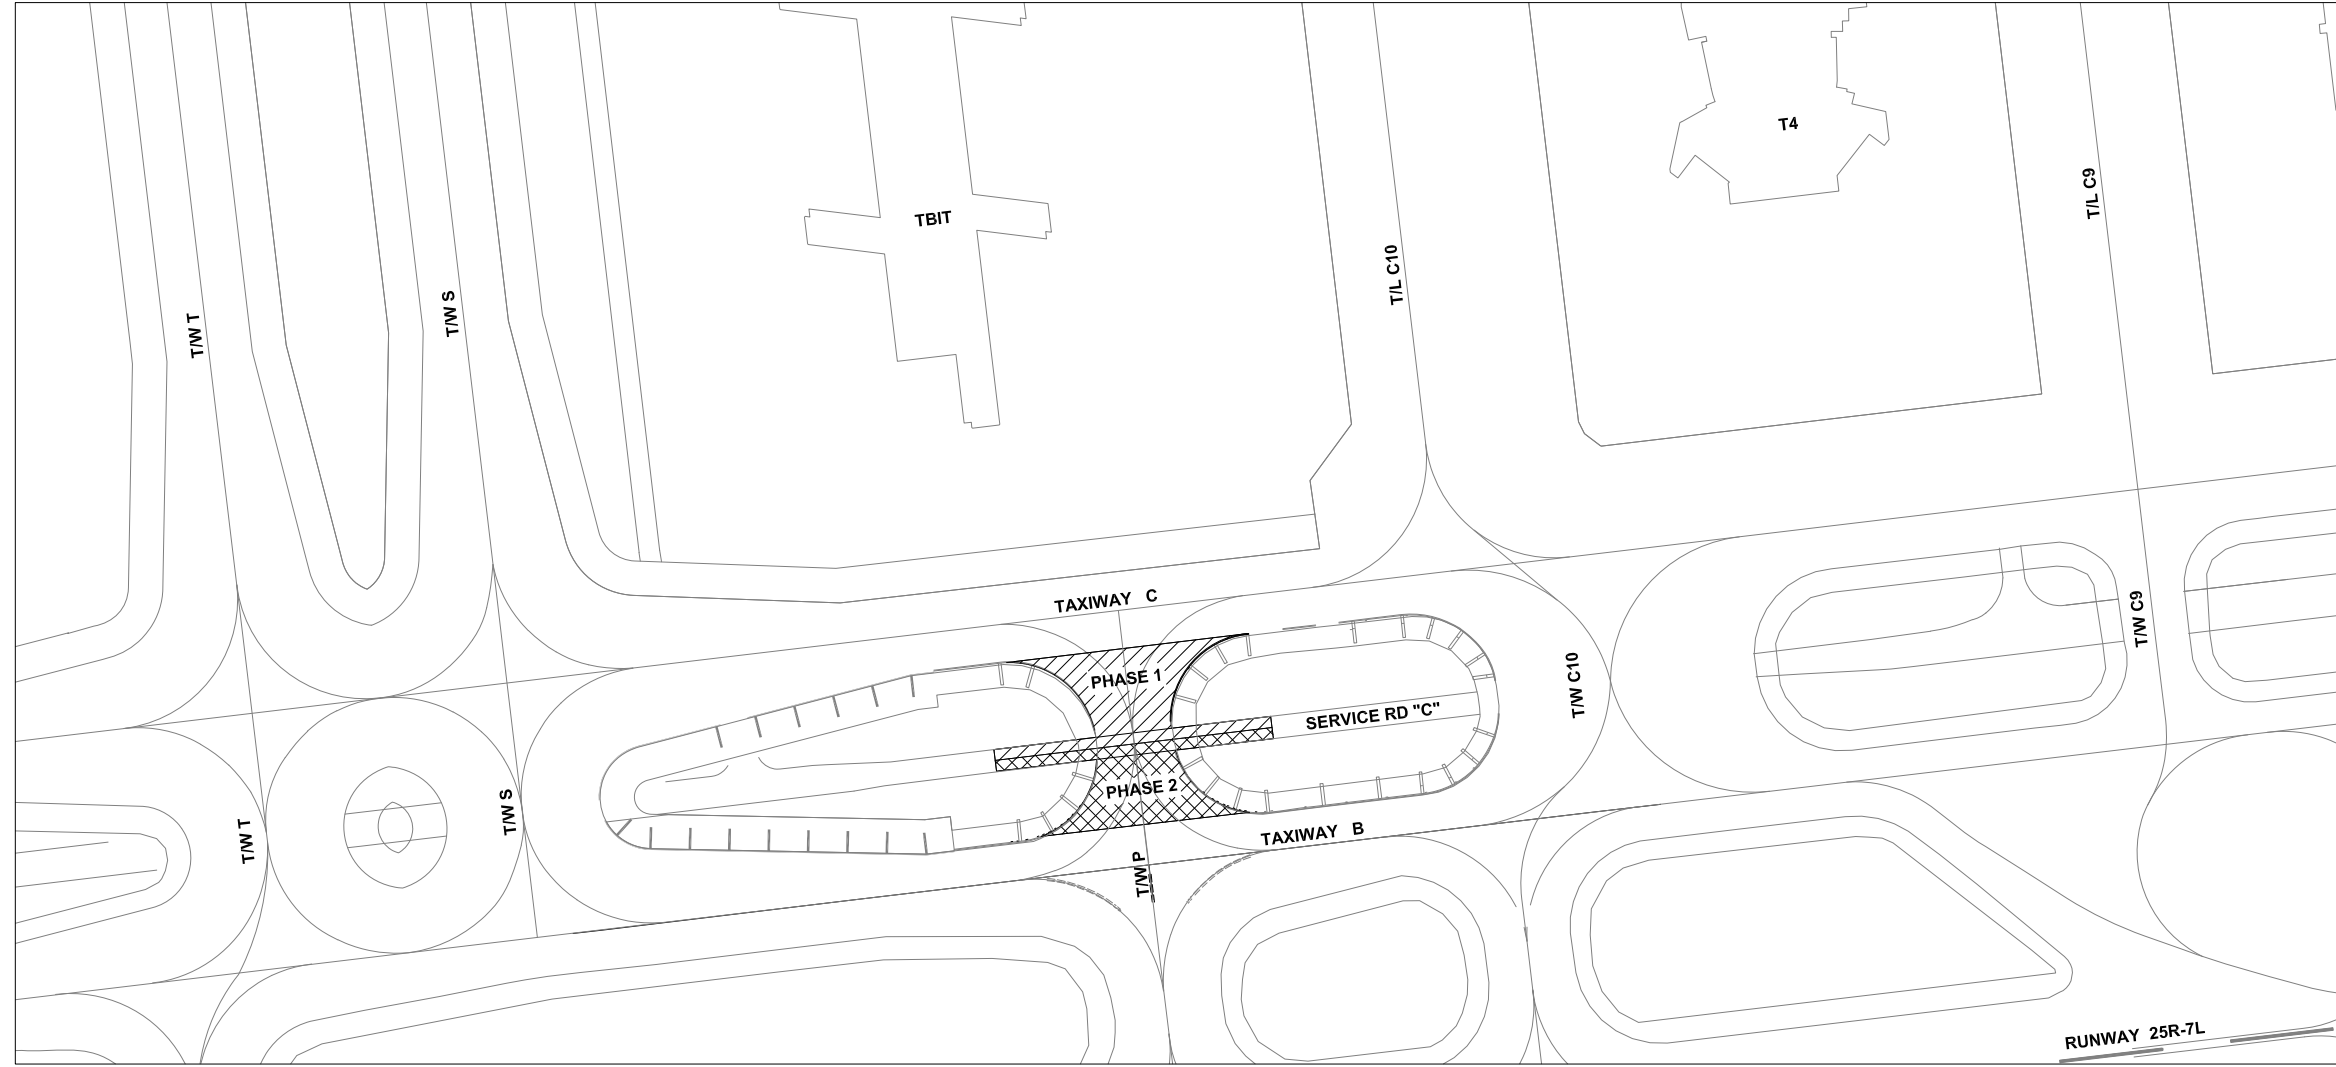 T4
T/L C9
TBIT
T/L C10
T/W S
T/W T
TAXIWAY C
T/W C9
PHASE 1
T/W C10
SERVICE RD "C"
PHASE 2
T/W S
TAXIWAY B
T/W T
T/W P
RUNWAY 25R-7L